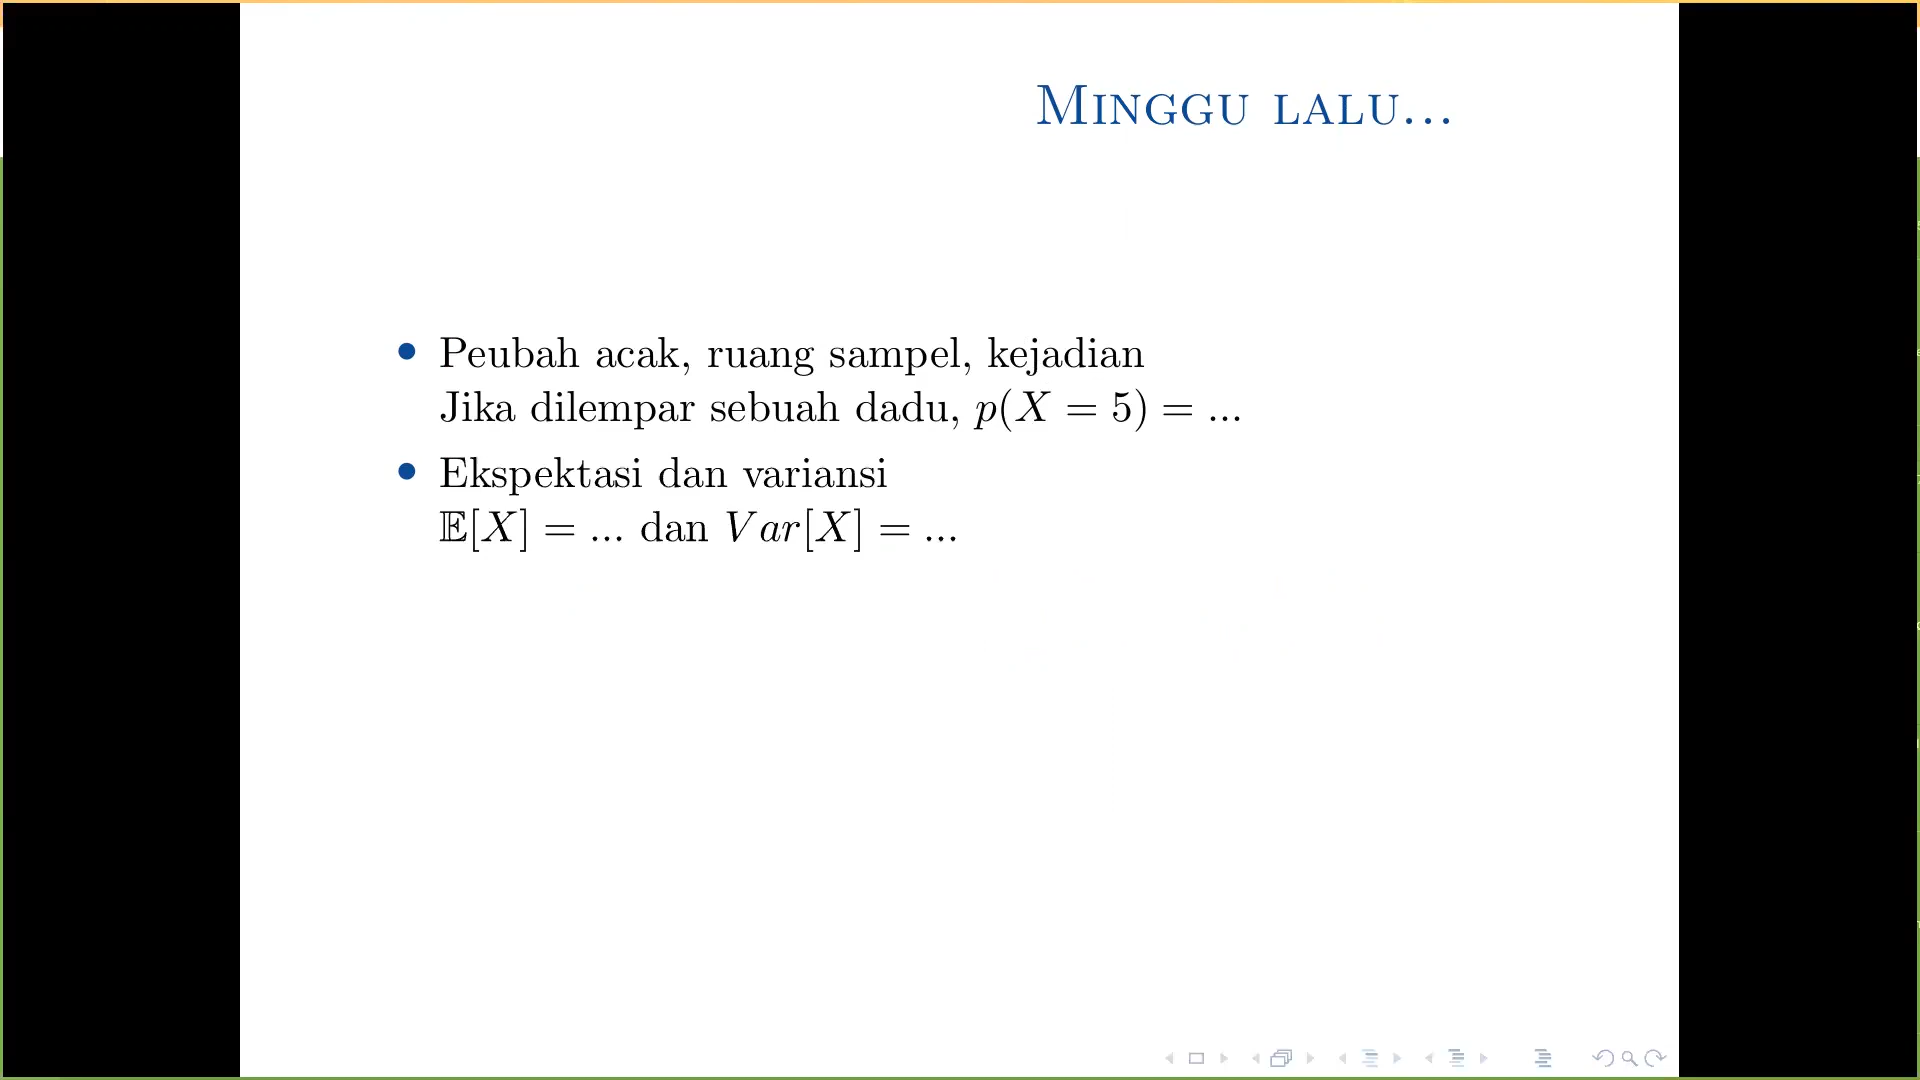 Minggu lalu...
• Peubah acak, ruang sampel, kejadian
Jika dilempar sebuah dadu, p(X = 5) = ...
• Ekspektasi dan variansi
𝔼[X] = ... dan Var[X] = ...